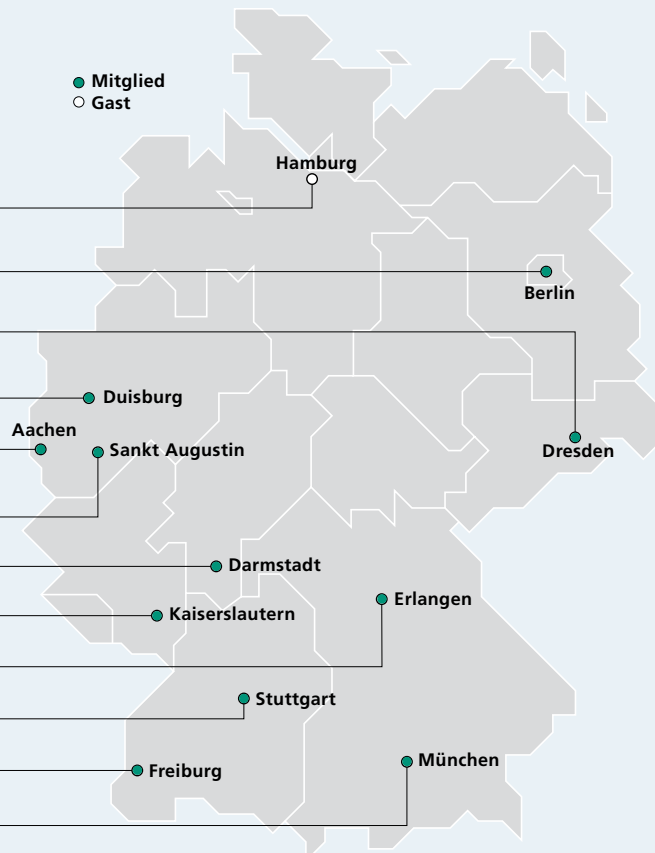 Mitglied
Gast
Hamburg
Berlin
Duisburg
Aachen
Sankt Augustin
Dresden
Darmstadt
Erlangen
Kaiserslautern
Stuttgart
München
Freiburg